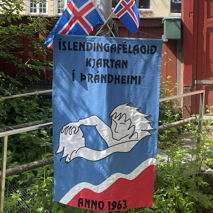 ÍSLENDINGAFÉLAGIÐ
KJARTAN
Í ÞRÁNDHEIMI
ANNO 1963